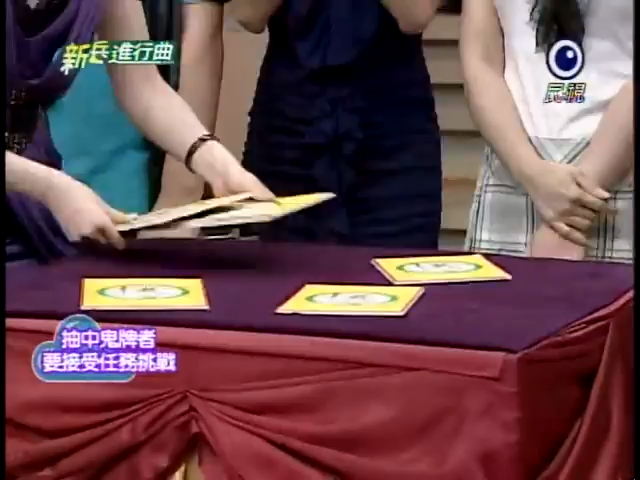 新兵進行曲
民視
抽中鬼牌者
要接受任務挑戰